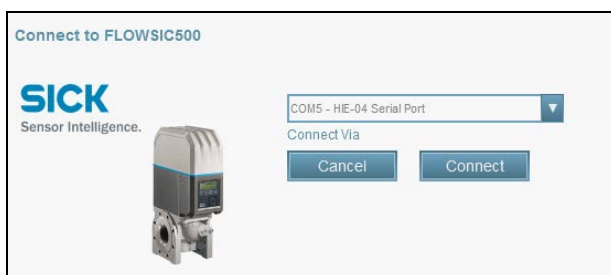 Connect to FLOWSIC500
SICK
Sensor Intelligence.
COM5 - HIE-04 Serial Port
Connect Via
Cancel
Connect